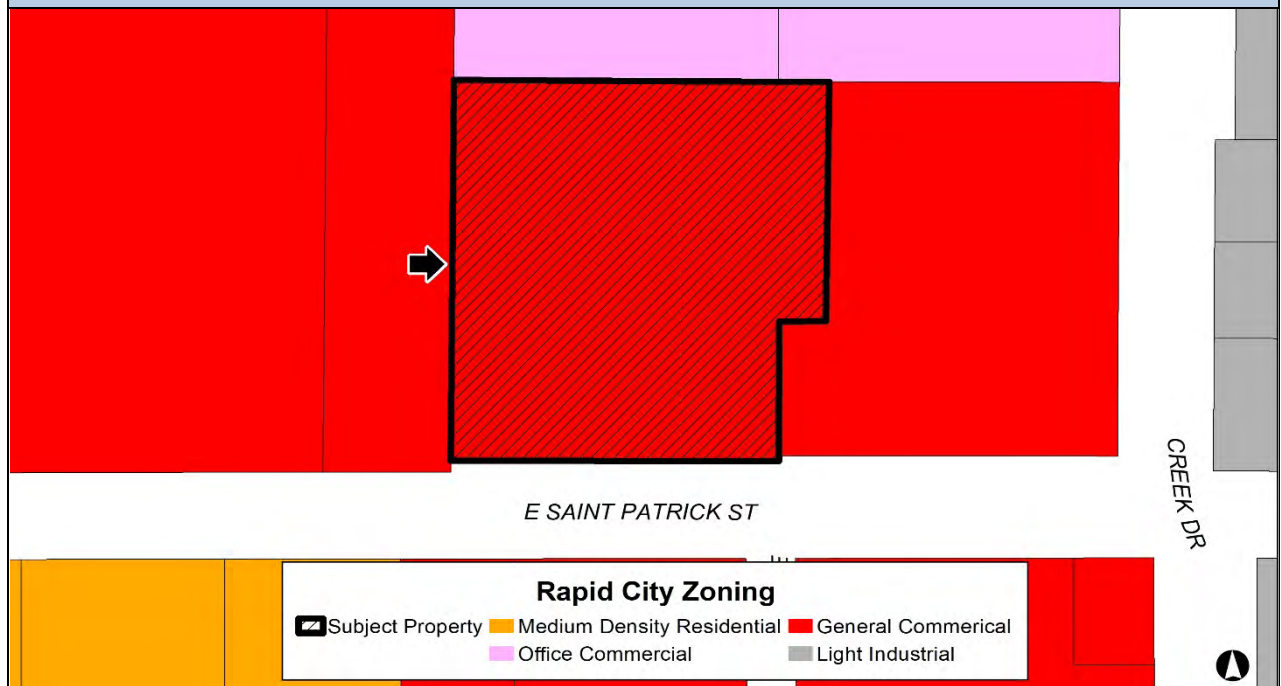 E SAINT PATRICK ST
CREEK DR
Rapid City Zoning
Subject Property Medium Density Residential General Commerical
Office Commercial Light Industrial